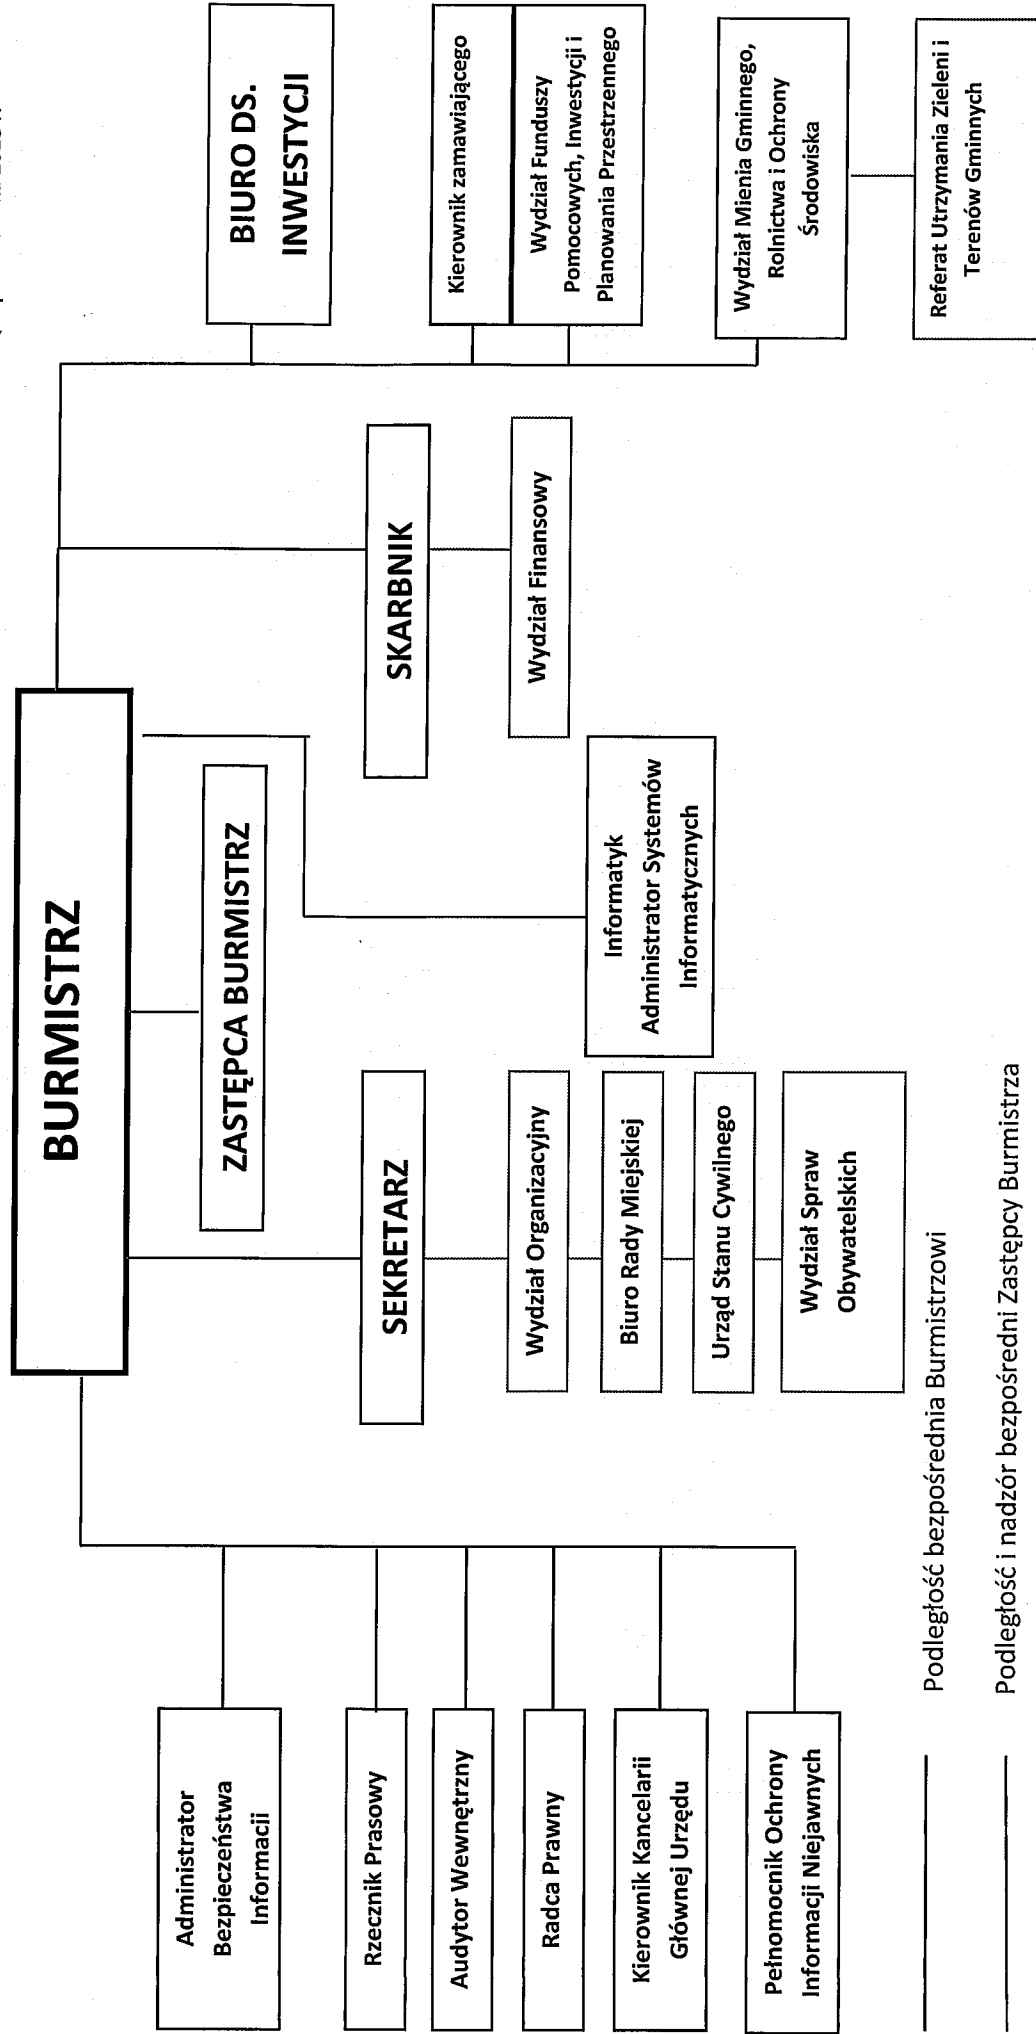 BURMISTRZ
ZASTĘPCA BURMISTRZ
SEKRETARZ
SKARBNIK
BIURO DS.
INWESTYCJI
Administrator
Bezpieczeństwa
Informacji
Rzecznik Prasowy
Audytor Wewnętrzny
Radca Prawny
Kierownik Kancelarii
Głównej Urzędu
Pełnomocnik Ochrony
Informacji Niejawnych
Wydział Organizacyjny
Biuro Rady Miejskiej
Urząd Stanu Cywilnego
Wydział Spraw
Obywatelskich
Informatyk
Administrator Systemów
Informatycznych
Wydział Finansowy
Kierownik zamawiającego
Wydział Funduszy
Pomocowych, Inwestycji i
Planowania Przestrzennego
Wydział Mienia Gminnego,
Rolnictwa i Ochrony
Środowiska
Referat Utrzymania Zieleni i
Terenów Gminnych
Podległość bezpośrednia Burmistrzowi
Podległość i nadzór bezpośredni Zastępcy Burmistrza